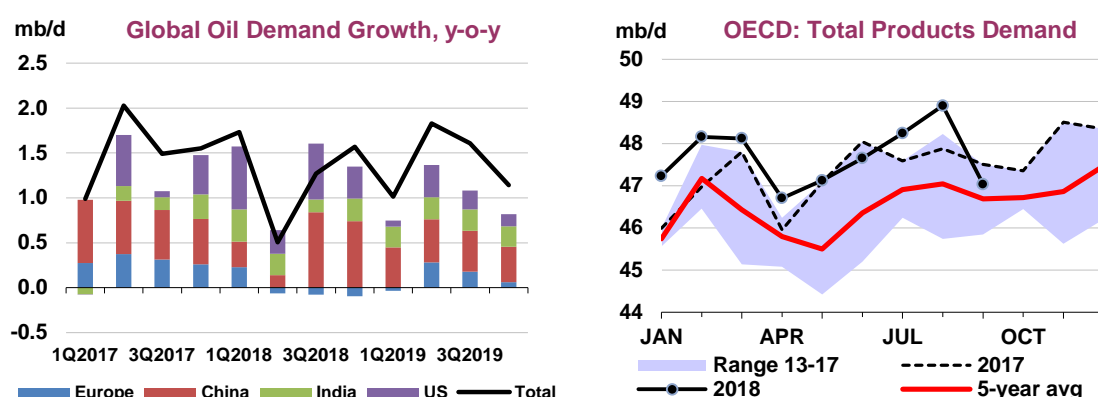 mb/d
Global Oil Demand Growth, y-o-y
2.5
2.0
1.5
1.0
0.5
0.0
-0.5
1Q2017 3Q2017 1Q2018 3Q2018 1Q2019 3Q2019
Europe China India US Total
mb/d
OECD: Total Products Demand
50
49
48
47
46
45
44
JAN APR JUL OCT
Range 13-17 2017
2018 5-year avg